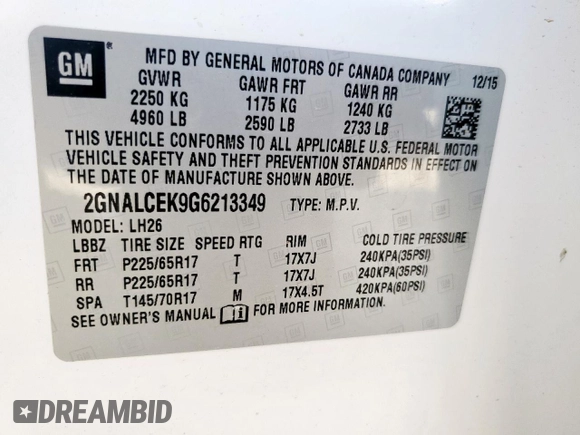 GM
MFD BY GENERAL MOTORS OF CANADA COMPANY 12/15
GVWR GAWR FRT GAWR RR
2250 KG 1175 KG 1240 KG
4960 LB 2590 LB 2733 LB
THIS VEHICLE CONFORMS TO ALL APPLICABLE U.S. FEDERAL MOTOR
VEHICLE SAFETY AND THEFT PREVENTION STANDARDS IN EFFECT ON
THE DATE OF MANUFACTURE SHOWN ABOVE.
2GNALCEK9G6213349 TYPE: M.P.V.
MODEL: LH26
LBBZ TIRE SIZE SPEED RTG RIM COLD TIRE PRESSURE
FRT P225/65R17 T 17X7J 240KPA(35PSI)
RR P225/65R17 T 17X7J 240KPA(35PSI)
SPA T145/70R17 M 17X4.5T 420KPA(60PSI)
SEE OWNER'S MANUAL FOR MORE INFORMATION.
DREAMBID